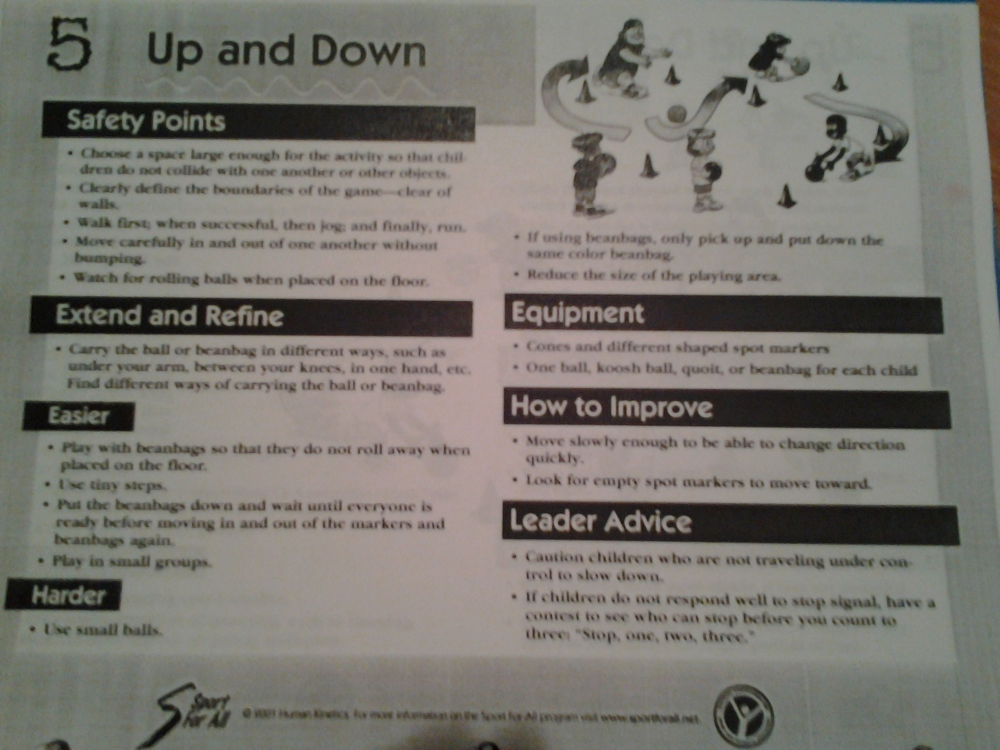 5 Up and Down
Safety Points
• Choose a space large enough for the activity so that chil-
dren do not collide with one another or other objects.
• Clearly define the boundaries of the game—clear of
walls.
• Walk first; when successful, then jog; and finally, run.
• Move carefully in and out of one another without
bumping.
• Watch for rolling balls when placed on the floor.
Extend and Refine
• Carry the ball or beanbag in different ways, such as
under your arm, between your knees, in one hand, etc.
Find different ways of carrying the ball or beanbag.
Easier
• Play with beanbags so that they do not roll away when
placed on the floor.
• Use tiny steps.
• Put the beanbags down and wait until everyone is
ready before moving in and out of the markers and
beanbags again.
• Play in small groups.
Harder
• Use small balls.
• If using beanbags, only pick up and put down the
same color beanbag.
• Reduce the size of the playing area.
Equipment
• Cones and different shaped spot markers
• One ball, koosh ball, quoit, or beanbag for each child
How to Improve
• Move slowly enough to be able to change direction
quickly.
• Look for empty spot markers to move toward.
Leader Advice
• Caution children who are not traveling under con-
trol to slow down.
• If children do not respond well to stop signal, have a
contest to see who can stop before you count to
three: "Stop, one, two, three."
Sport
For All
© 2001 Human Kinetics. For more information on the Sport For All program visit www.sportforall.net.